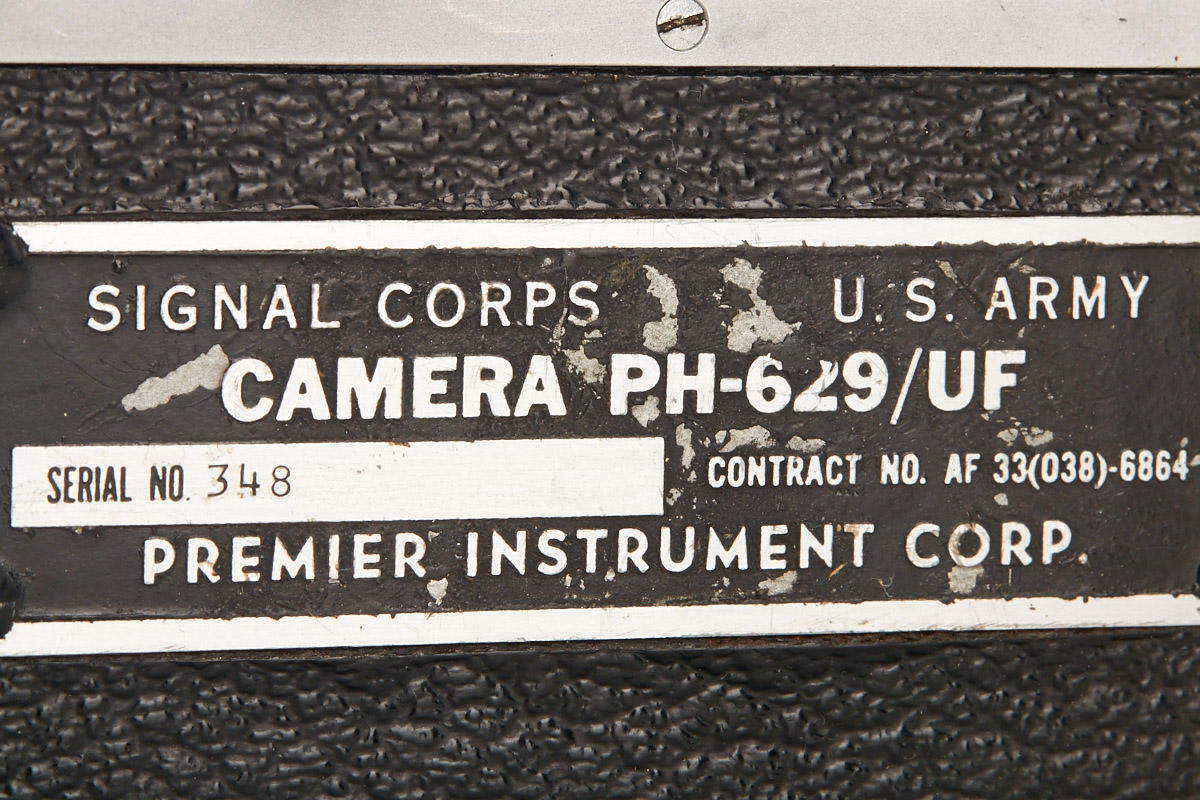 SIGNAL CORPS U.S. ARMY
CAMERA PH-629/UF
SERIAL NO. 348 CONTRACT NO. AF 33(038)-6864
PREMIER INSTRUMENT CORP.